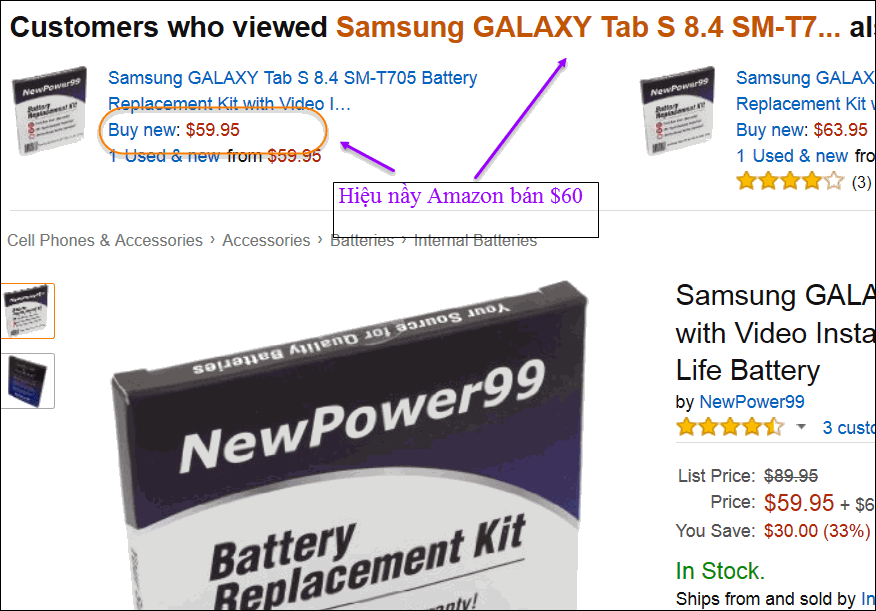 Customers who viewed Samsung GALAXY Tab S 8.4 SM-T7... als
Samsung GALAXY Tab S 8.4 SM-T705 Battery
Replacement Kit with Video I…
Buy new: $59.95
1 Used & new from $59.95
Samsung GALAX
Replacement Kit w
Buy new: $63.95
1 Used & new fro
(3)
Hiệu nầy Amazon bán $60
Cell Phones & Accessories › Accessories › Batteries › Internal Batteries
Your Source for Quality Batteries
NewPower99
Battery
Replacement Kit
Samsung GALA
with Video Insta
Life Battery
by NewPower99
3 custo
List Price: $89.95
Price: $59.95 + $6
You Save: $30.00 (33%)
In Stock.
Ships from and sold by In